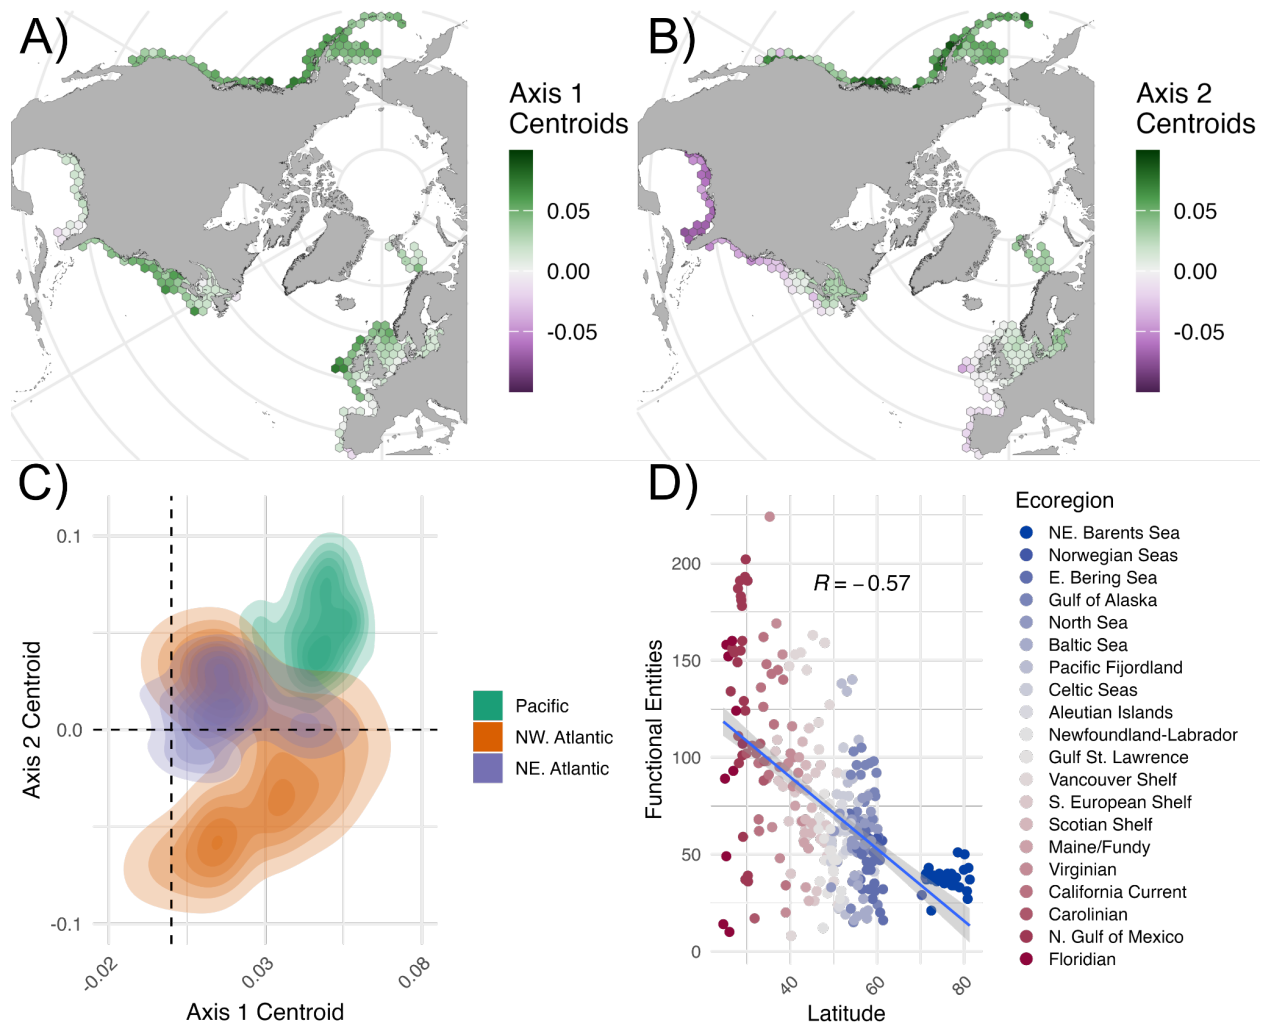 A)
Axis 1
Centroids
0.05
0.00
-0.05
B)
Axis 2
Centroids
0.05
0.00
-0.05
C)
0.1
0.0
-0.1
Axis 2 Centroid
-0.02
0.03
0.08
Axis 1 Centroid
Pacific
NW. Atlantic
NE. Atlantic
D)
R = −0.57
200
150
100
50
0
Functional Entities
40
60
80
Latitude
Ecoregion
NE. Barents Sea
Norwegian Seas
E. Bering Sea
Gulf of Alaska
North Sea
Baltic Sea
Pacific Fijordland
Celtic Seas
Aleutian Islands
Newfoundland-Labrador
Gulf St. Lawrence
Vancouver Shelf
S. European Shelf
Scotian Shelf
Maine/Fundy
Virginian
California Current
Carolinian
N. Gulf of Mexico
Floridian